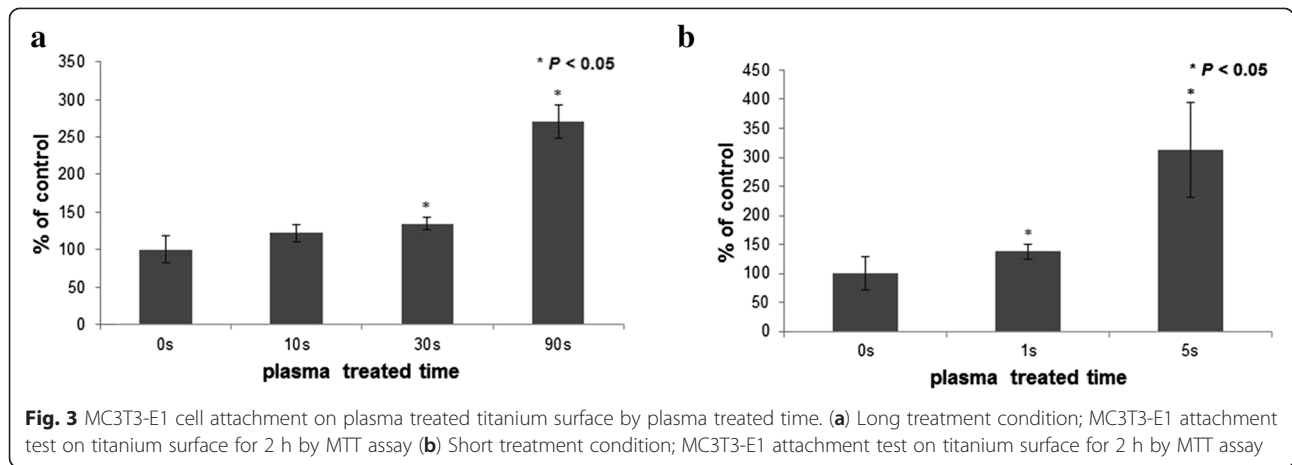 a
* P < 0.05
350
300
250
200
150
100
50
0
% of control
*
*
0s 10s 30s 90s
plasma treated time
b
* P < 0.05
450
400
350
300
250
200
150
100
50
0
% of control
*
*
0s 1s 5s
plasma treated time
Fig. 3 MC3T3-E1 cell attachment on plasma treated titanium surface by plasma treated time. (a) Long treatment condition; MC3T3-E1 attachment
test on titanium surface for 2 h by MTT assay (b) Short treatment condition; MC3T3-E1 attachment test on titanium surface for 2 h by MTT assay